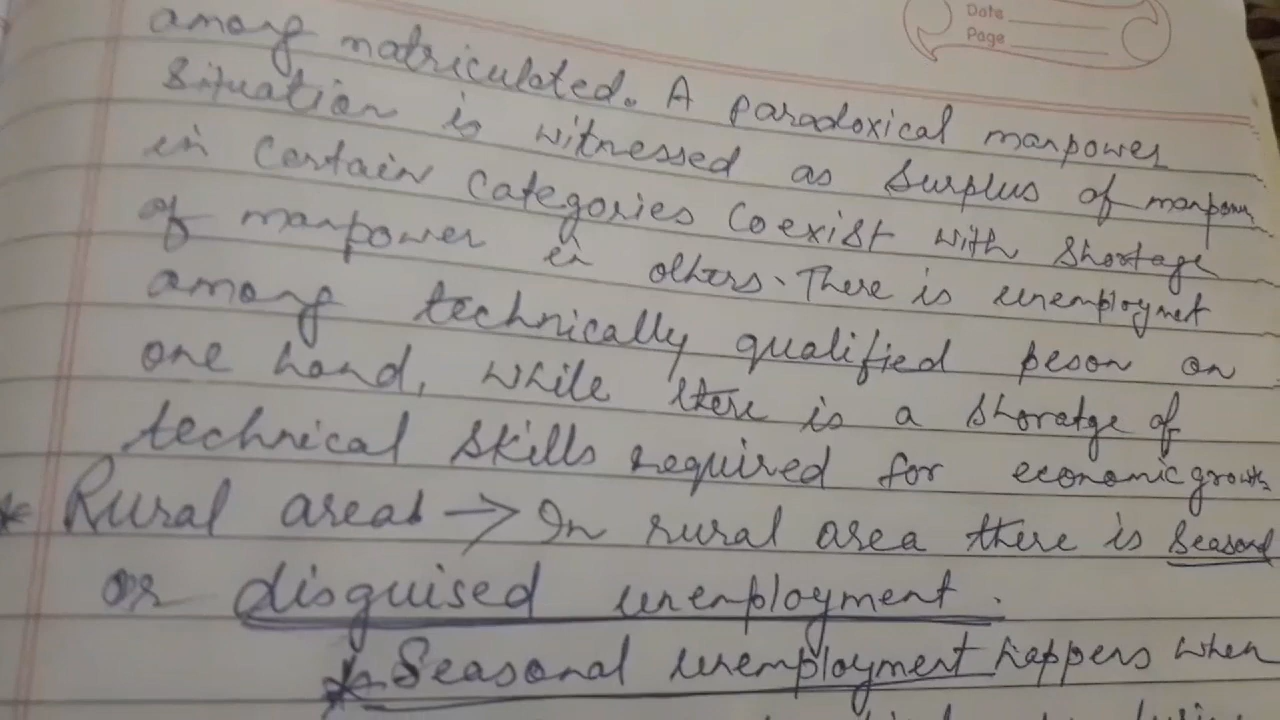 Date
Page
among matriculated. A paradoxical manpower
situation is witnessed as surplus of manpower
in certain categories coexist with shortage
of manpower in others. There is unemploymet
among technically qualified peson on
one hand, while there is a shoratge of
technical skills required for economic growth
* Rural areas → In rural area there is seasonal
or disguised unemployment.
* Seasonal unemployment happens when